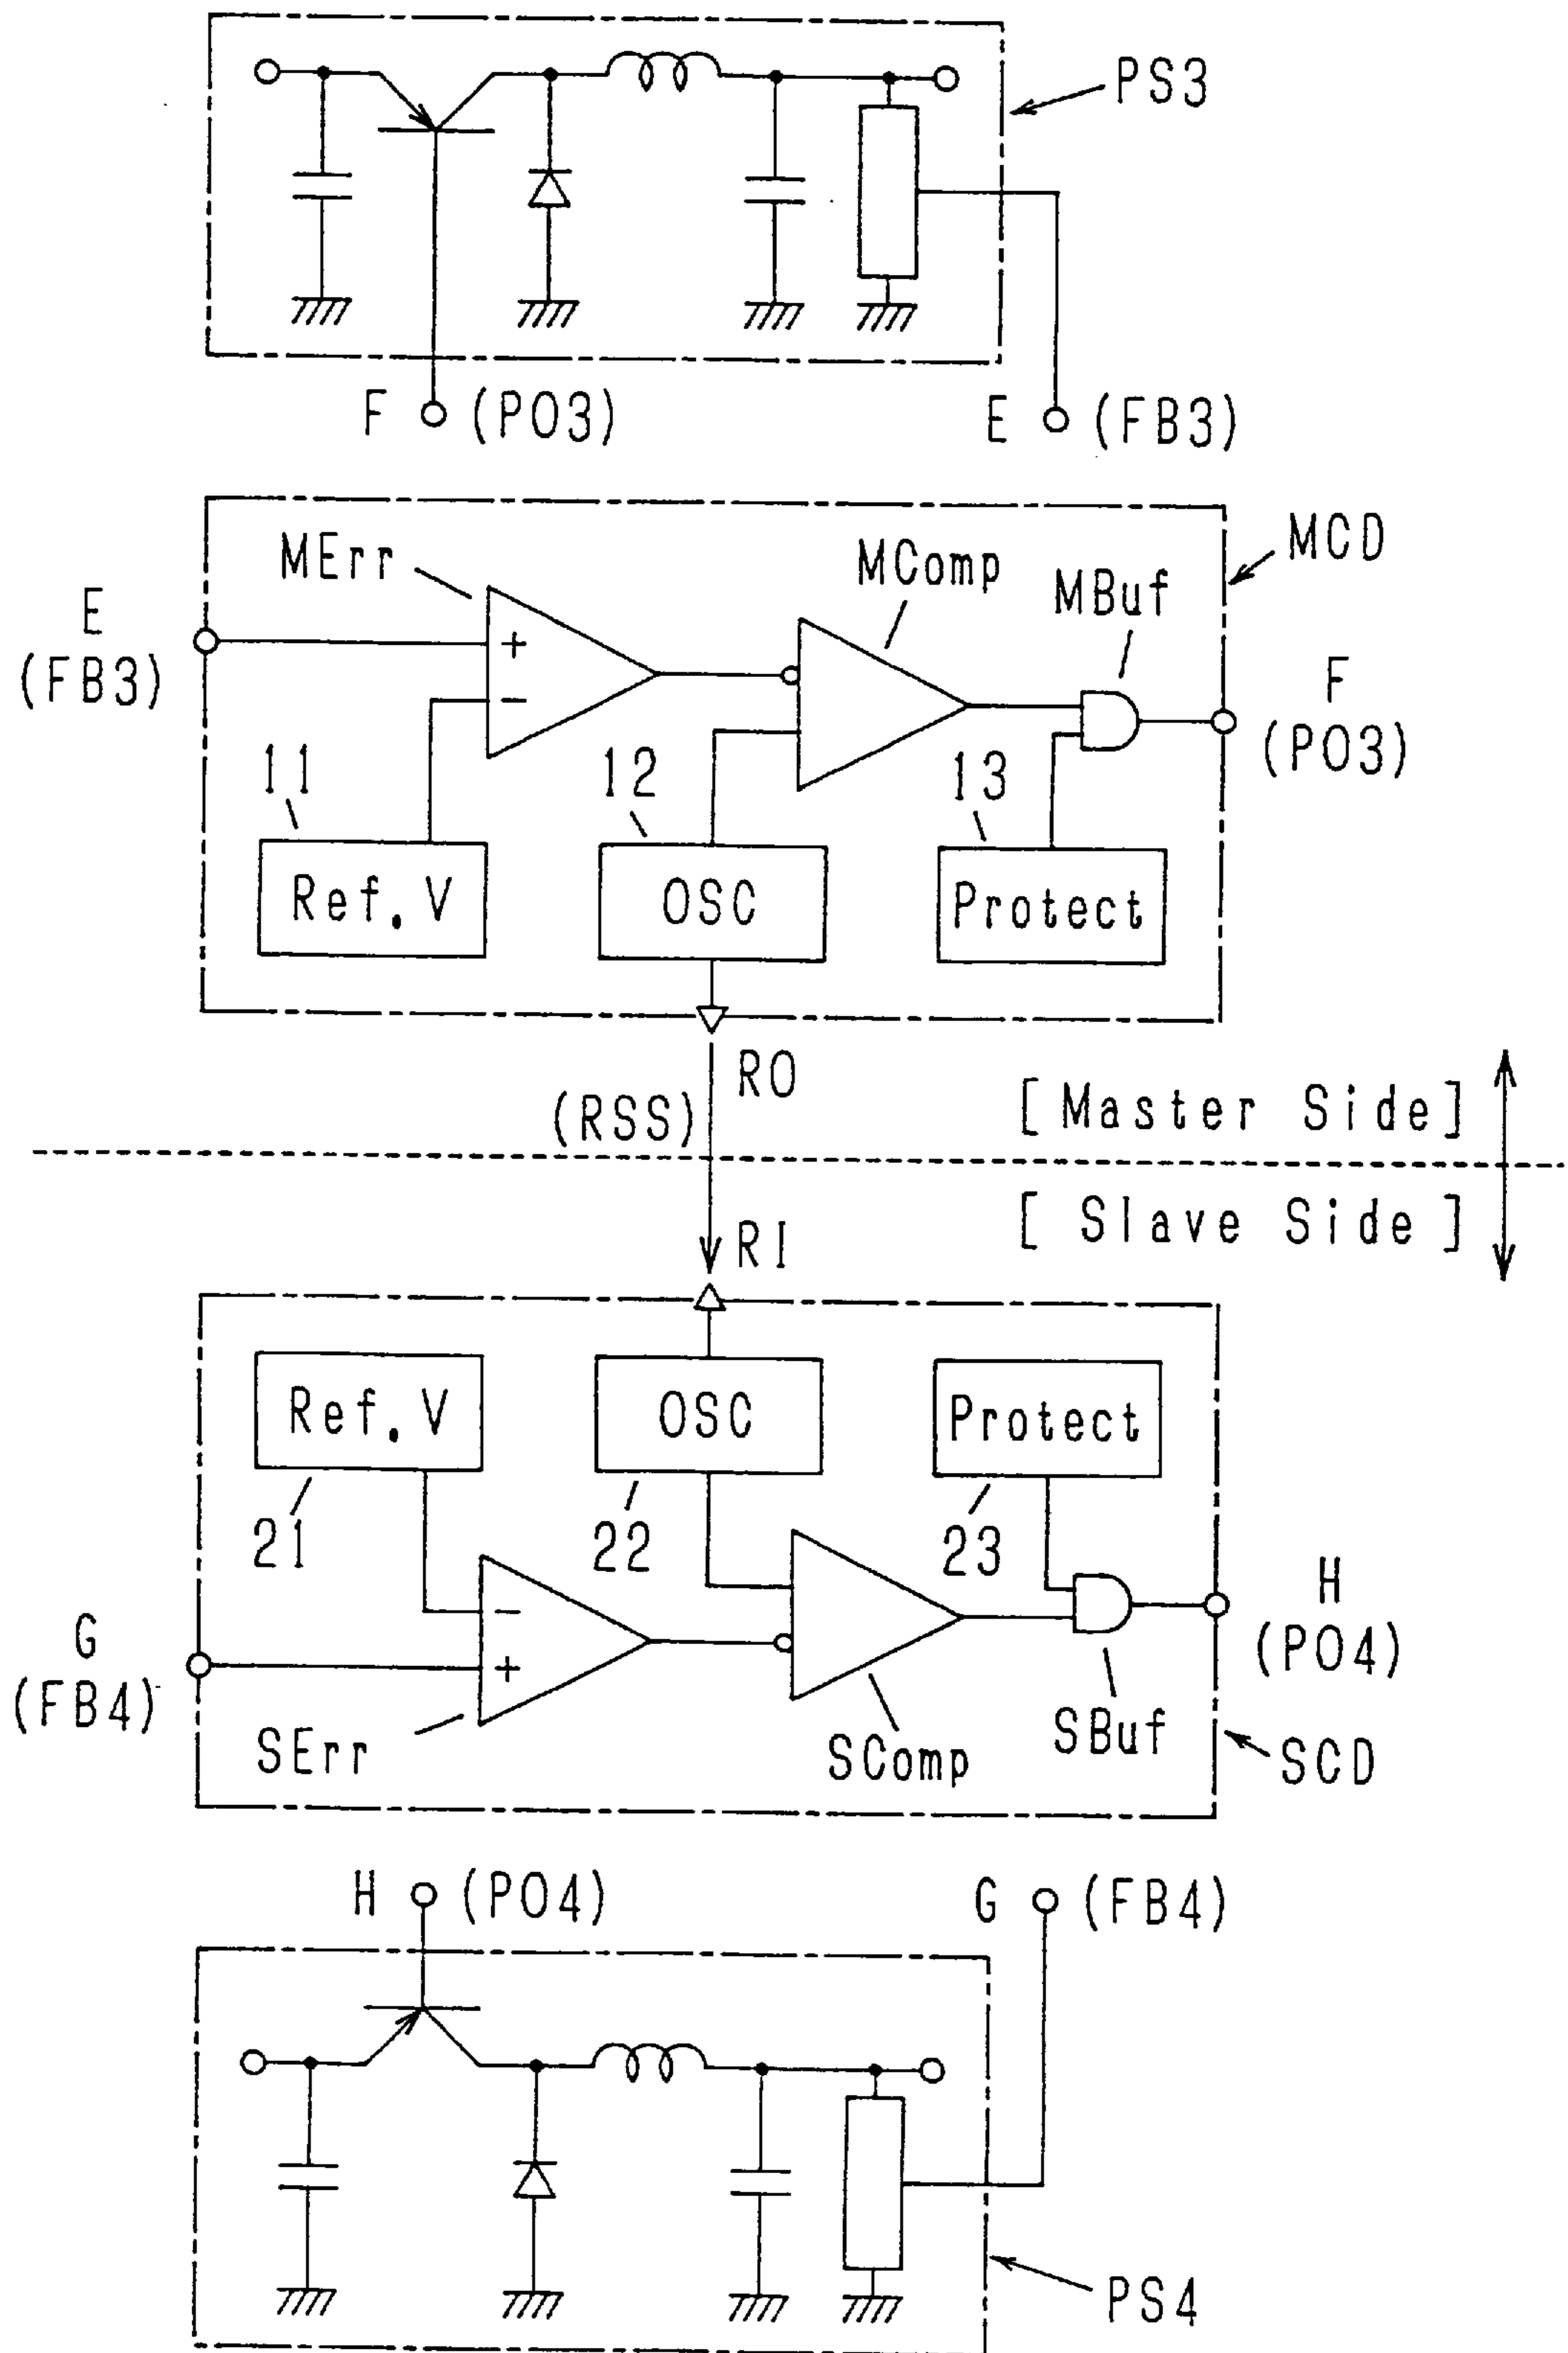 PS3
F (PO3)
E (FB3)
MErr
MComp
MCD
MBuf
E
(FB3)
+
−
F
(PO3)
11
12
13
Ref.V
OSC
Protect
RO
(RSS)
[ Master Side ]
[ Slave Side ]
RI
Ref.V
OSC
Protect
21
22
23
G
(FB4)
−
+
H
(PO4)
SErr
SComp
SBuf
SCD
H (PO4)
G (FB4)
PS4